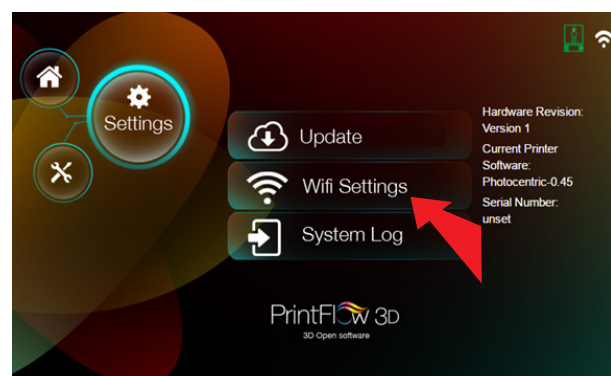 Settings
Update
Wifi Settings
System Log
Hardware Revision:
Version 1
Current Printer
Software:
Photocentric-0.45
Serial Number:
unset
PrintFlow 3D
3D Open software